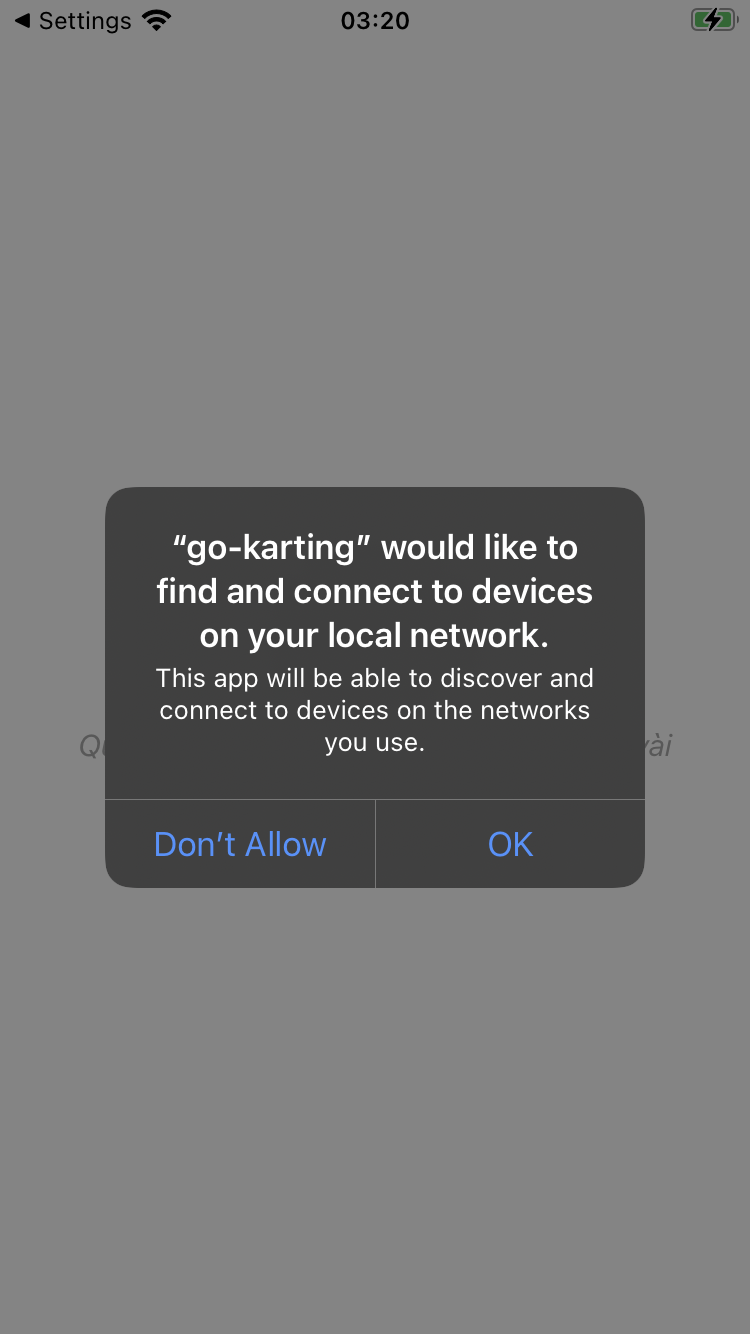 Settings
03:20
“go-karting” would like to
find and connect to devices
on your local network.
This app will be able to discover and
connect to devices on the networks
you use.
Don’t Allow
OK